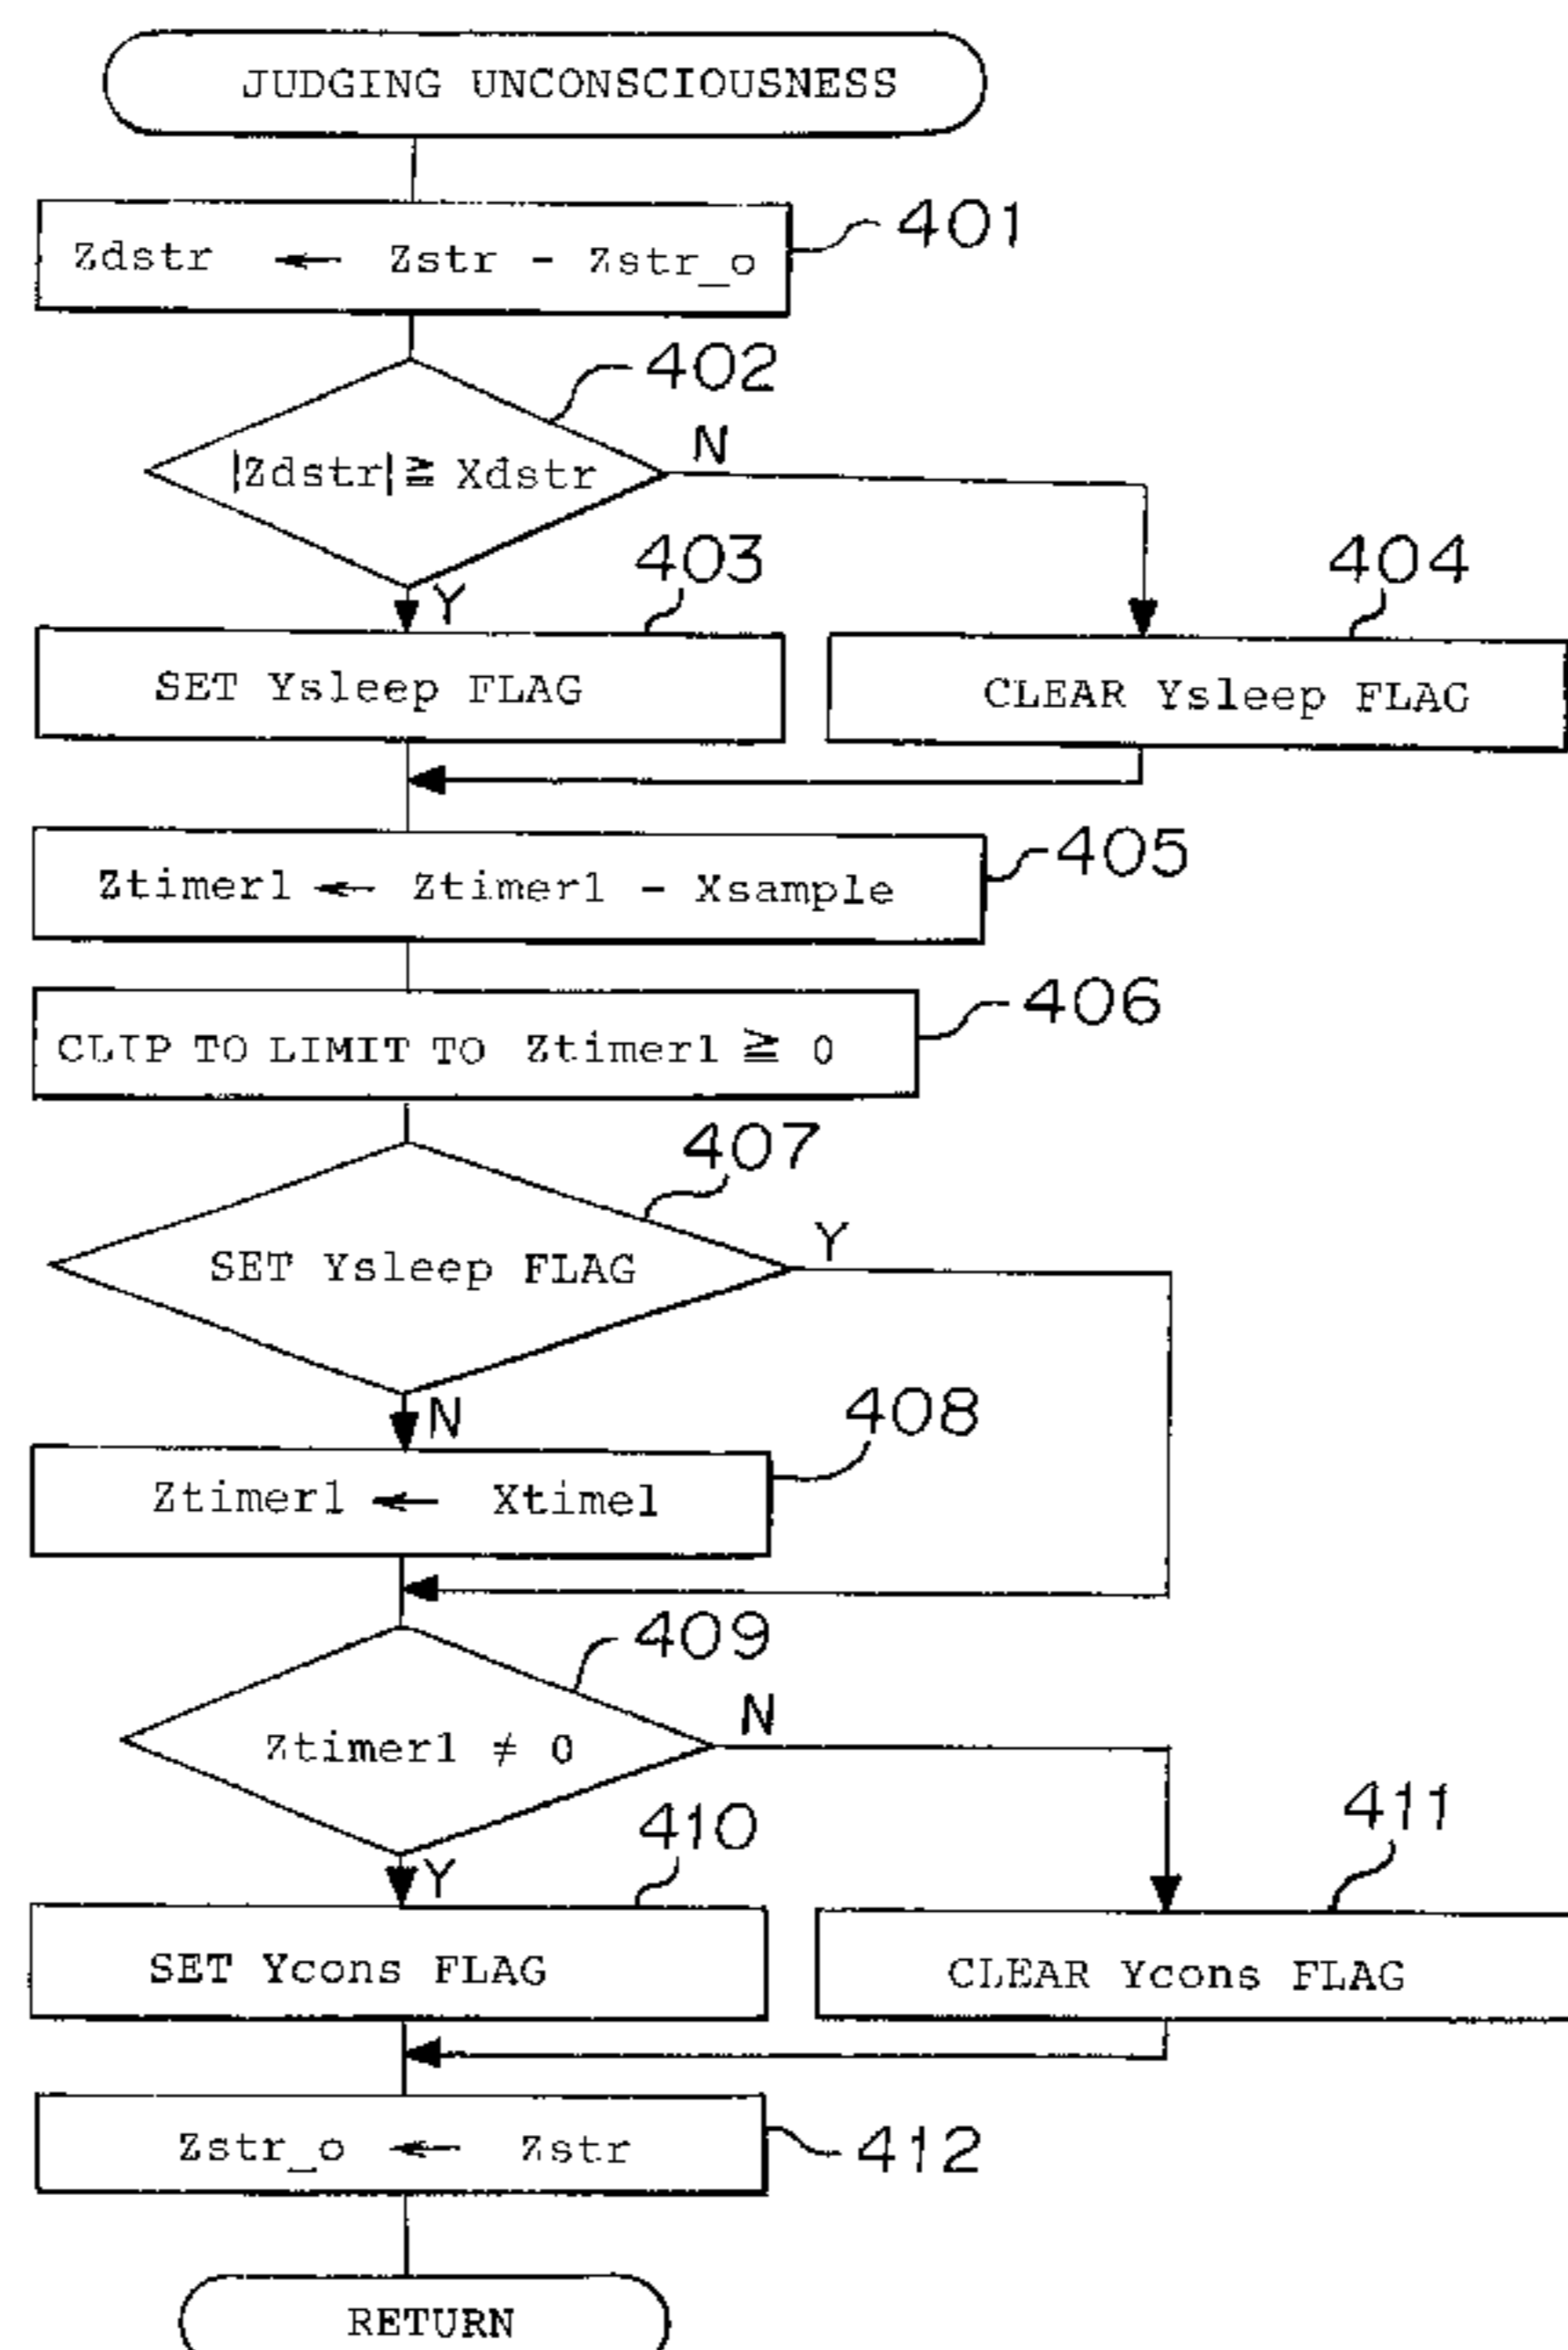 JUDGING UNCONSCIOUSNESS
Zdstr ← Zstr - Zstr_o
401
402
|Zdstr| ≧ Xdstr
N
Y
403
404
SET Ysleep FLAG
CLEAR Ysleep FLAG
Ztimer1 ← Ztimer1 - Xsample
405
CLIP TO LIMIT TO Ztimer1 ≧ 0
406
407
SET Ysleep FLAG
Y
N
408
Ztimer1 ← Xtime1
409
Ztimer1 ≠ 0
N
Y
410
411
SET Ycons FLAG
CLEAR Ycons FLAG
Zstr_o ← Zstr
412
RETURN